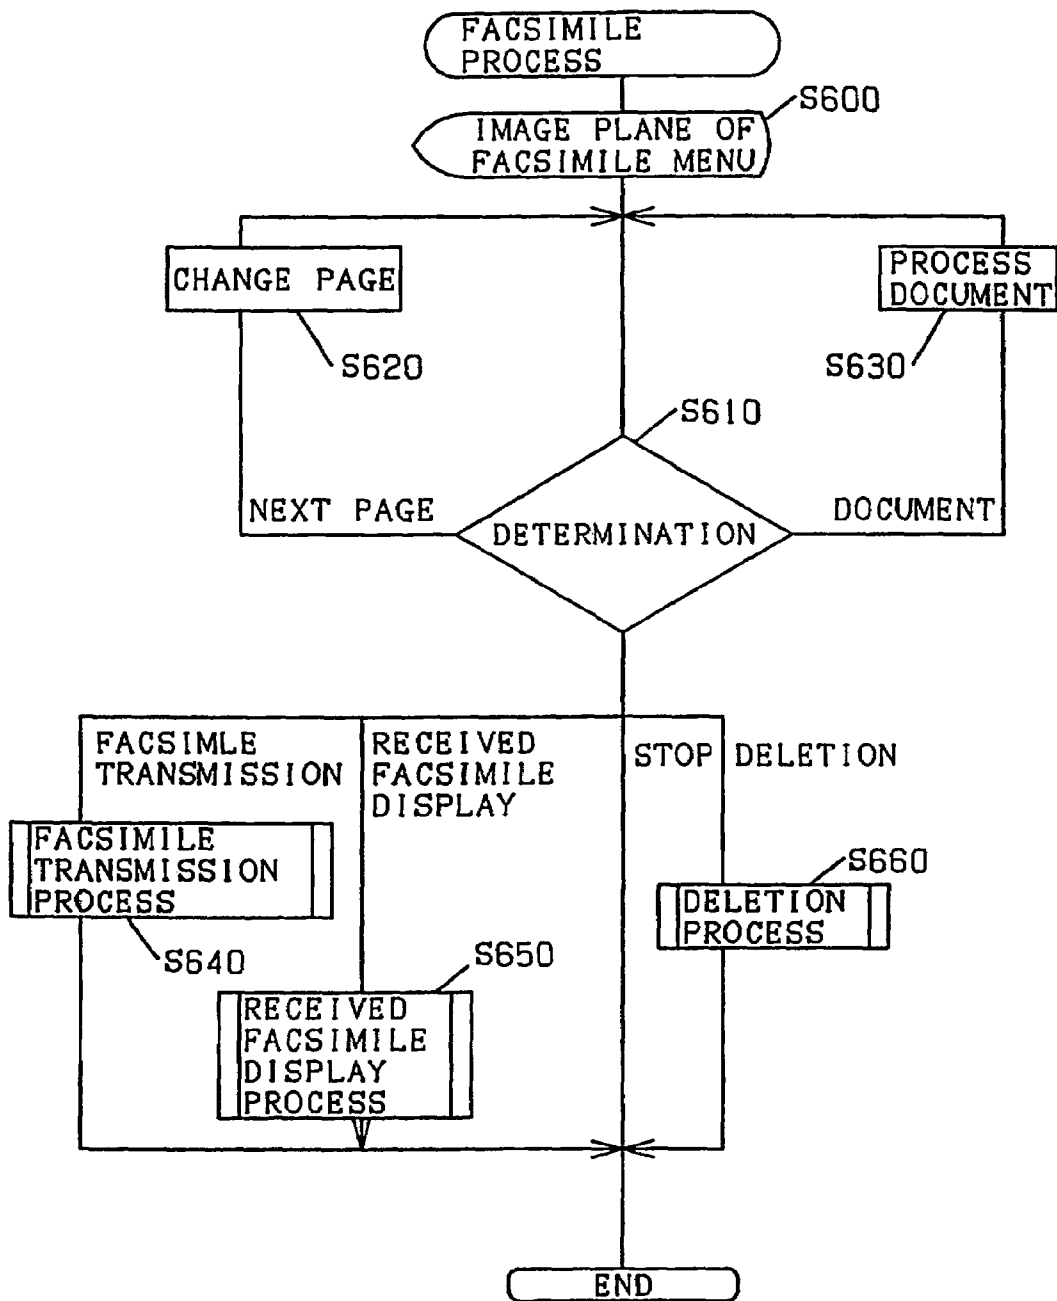 FACSIMILE
PROCESS
S600
IMAGE PLANE OF
FACSIMILE MENU
CHANGE PAGE
PROCESS
DOCUMENT
S620
S630
S610
NEXT PAGE
DOCUMENT
DETERMINATION
FACSIMLE
TRANSMISSION
RECEIVED
FACSIMILE
DISPLAY
STOP
DELETION
FACSIMILE
TRANSMISSION
PROCESS
S660
DELETION
PROCESS
S640
S650
RECEIVED
FACSIMILE
DISPLAY
PROCESS
END